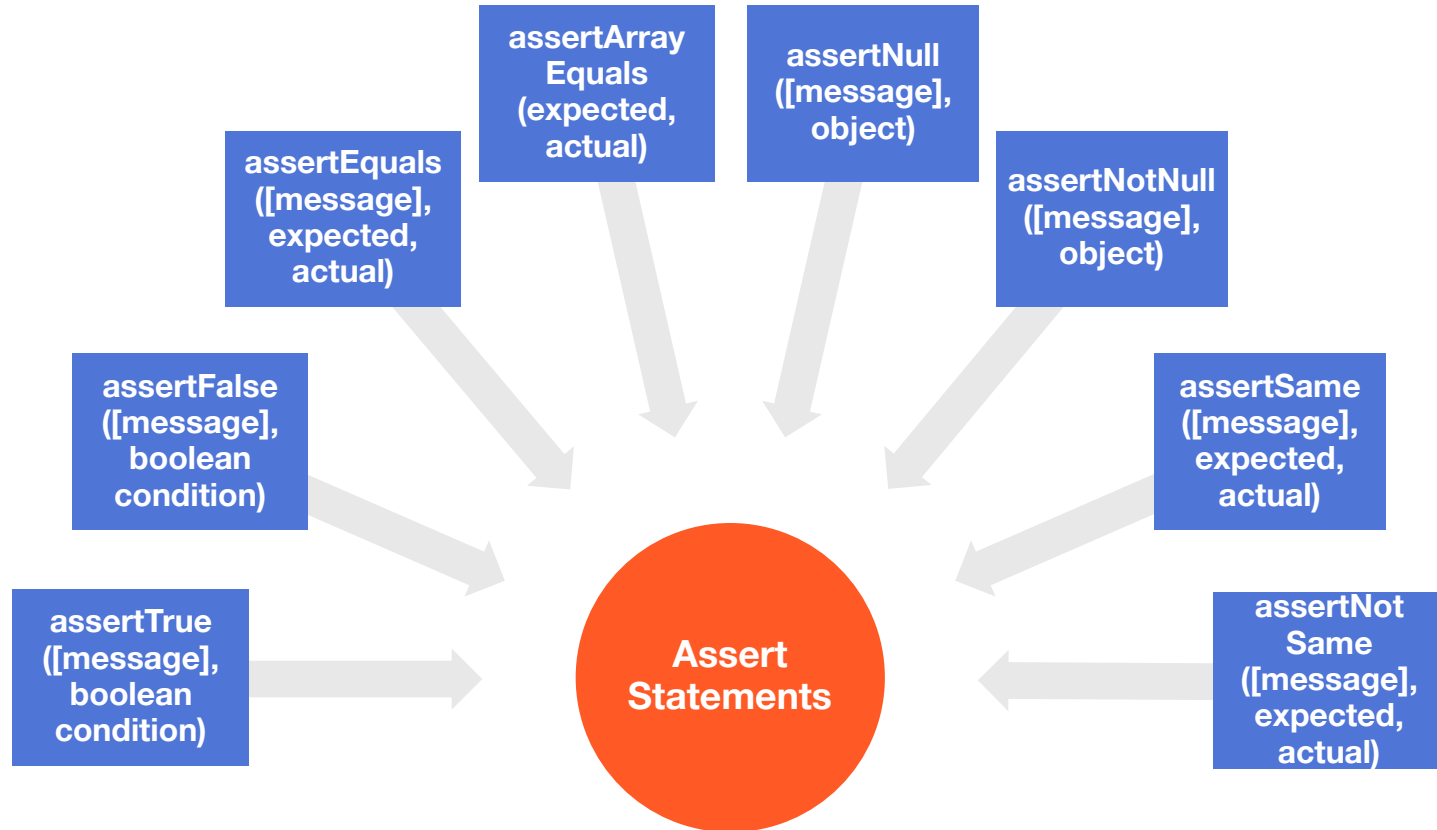 assertArray
Equals
(expected,
actual)
assertNull
([message],
object)
assertEquals
([message],
expected,
actual)
assertNotNull
([message],
object)
assertFalse
([message],
boolean
condition)
assertSame
([message],
expected,
actual)
assertTrue
([message],
boolean
condition)
Assert
Statements
assertNot
Same
([message],
expected,
actual)